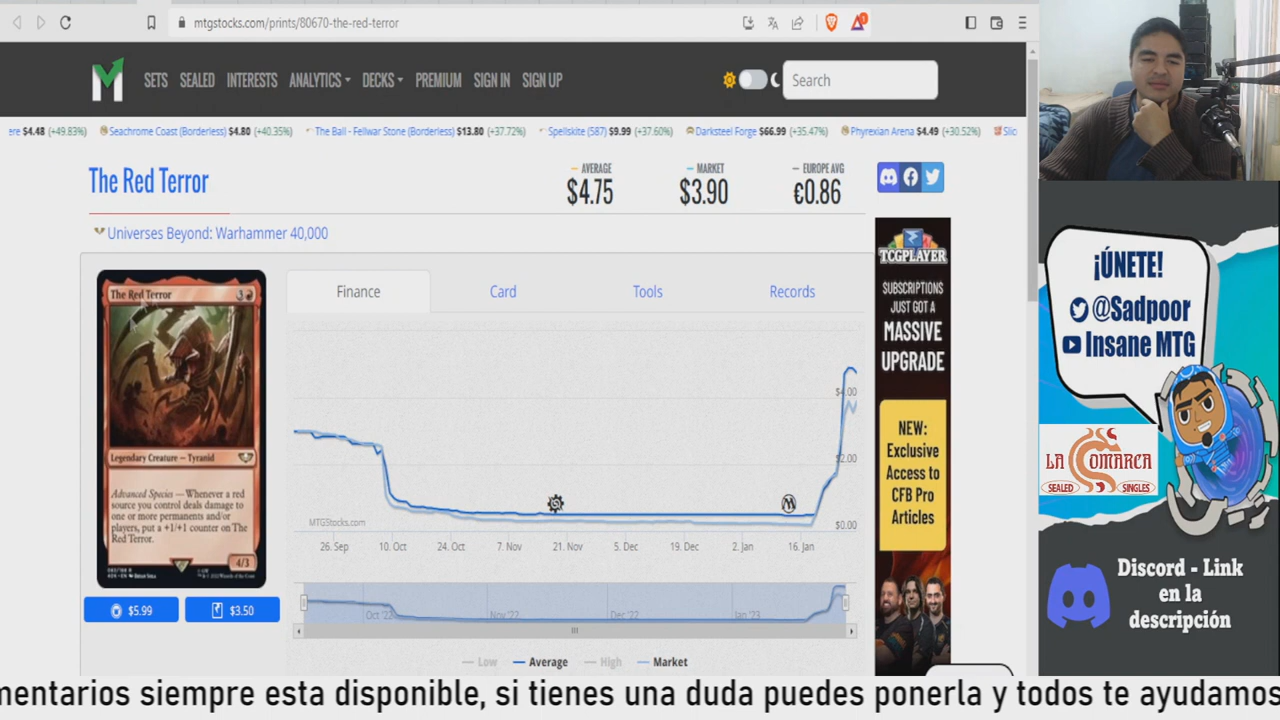 mtgstocks.com/prints/80670-the-red-terror
1
M SETS SEALED INTERESTS ANALYTICS DECKS PREMIUM SIGN IN SIGN UP Search
ere $4.48 (+49.83%) Seachrome Coast (Borderless) $4.80 (+40.35%) The Ball - Fellwar Stone (Borderless) $13.80 (+37.72%) Spellskite (587) $9.99 (+37.60%) Darksteel Forge $66.99 (+35.47%) Phyrexian Arena $4.49 (+30.52%) Slic
The Red Terror
AVERAGE
$4.75
MARKET
$3.90
EUROPE AVG
€0.86
Universes Beyond: Warhammer 40,000
The Red Terror 3
Legendary Creature — Tyranid
Advanced Species — Whenever a red
source you control deals damage to
one or more permanents and/or
players, put a +1/+1 counter on The
Red Terror.
4/3
$5.99
$3.50
Finance Card Tools Records
$4.00
$2.00
$0.00
MTGStocks.com
26. Sep 10. Oct 24. Oct 7. Nov 21. Nov 5. Dec 19. Dec 2. Jan 16. Jan
Oct '22 Nov '22 Dec '22 Jan '23
Low Average High Market
TCGPLAYER
SUBSCRIPTIONS
JUST GOT A
MASSIVE
UPGRADE
NEW:
Exclusive
Access to
CFB Pro
Articles
¡ÚNETE!
@Sadpoor
Insane MTG
LA COMARCA
SEALED SINGLES
Discord - Link
en la
descripción
mentarios siempre esta disponible, si tienes una duda puedes ponerla y todos te ayudamos